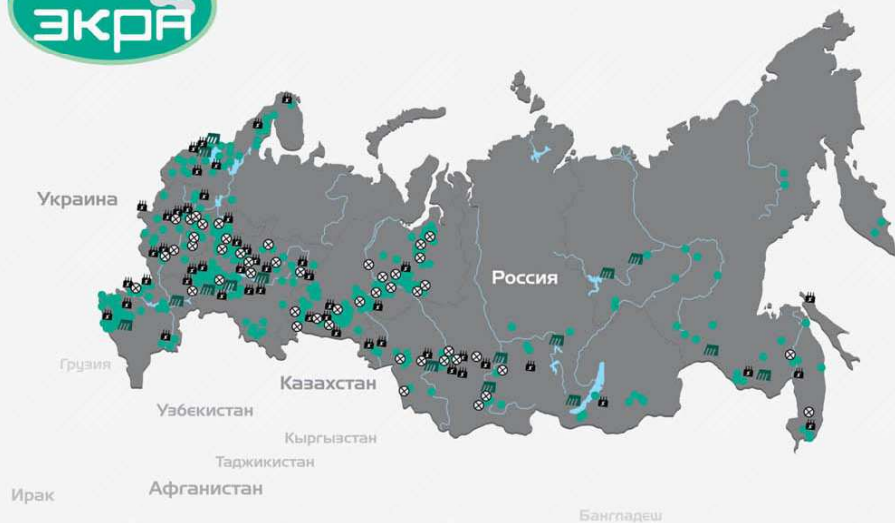 ЭКРА
Украина
Россия
Грузия
Казахстан
Узбекистан
Кыргызстан
Таджикистан
Афганистан
Ирак
Бангладеш